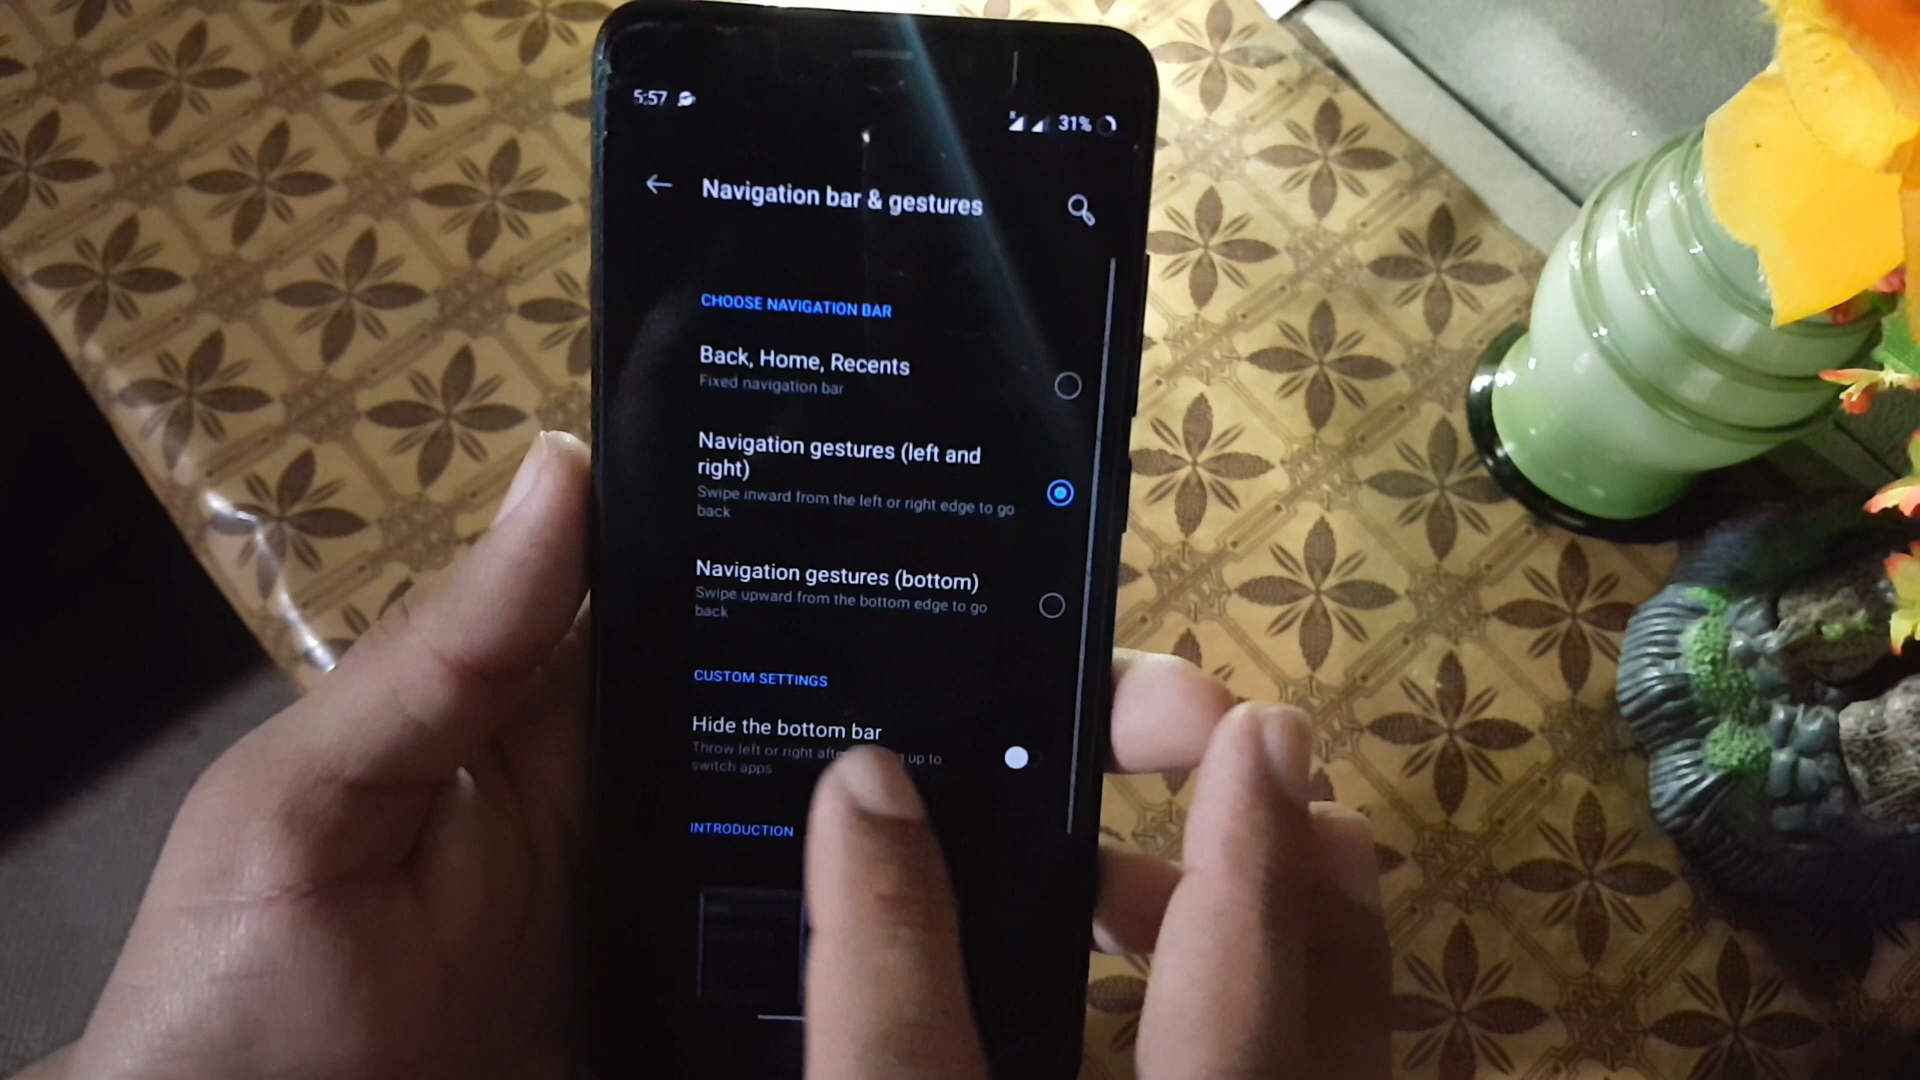 5:57
31%
Navigation bar & gestures
CHOOSE NAVIGATION BAR
Back, Home, Recents
Fixed navigation bar
Navigation gestures (left and
right)
Swipe inward from the left or right edge to go
back
Navigation gestures (bottom)
Swipe upward from the bottom edge to go
back
CUSTOM SETTINGS
Hide the bottom bar
Throw left or right up to
switch apps
INTRODUCTION